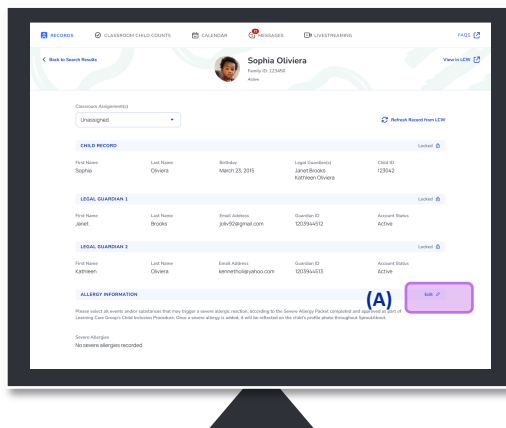 RECORDS CLASSROOM CHILD COUNTS CALENDAR MESSAGES LIVESTREAMING FAQS
Back to Search Results
Sophia Oliviera
View in LCW
Family ID: 123456
Active
Classroom Assignment(s)
Unassigned
Refresh Record from LCW
CHILD RECORD Locked
First Name Last Name Birthday Legal Guardian(s) Child ID
Sophia Oliviera March 23, 2015 Janet Brooks 123042
Kathleen Oliviera
LEGAL GUARDIAN 1 Locked
First Name Last Name Email Address Guardian ID Account Status
Janet Brooks joliv92@gmail.com 1203944512 Active
LEGAL GUARDIAN 2 Locked
First Name Last Name Email Address Guardian ID Account Status
Kathleen Oliviera kennetholi@yahoo.com 1203944513 Active
ALLERGY INFORMATION (A) Edit
Please select all events and/or substances that may trigger a severe allergic reaction, according to the Severe Allergy Packet completed and approved as part of
Learning Care Group's Child Inclusion Procedure. Once a severe allergy is added, it will be reflected on the child's profile photo throughout SproutAbout.
Severe Allergies
No severe allergies recorded.